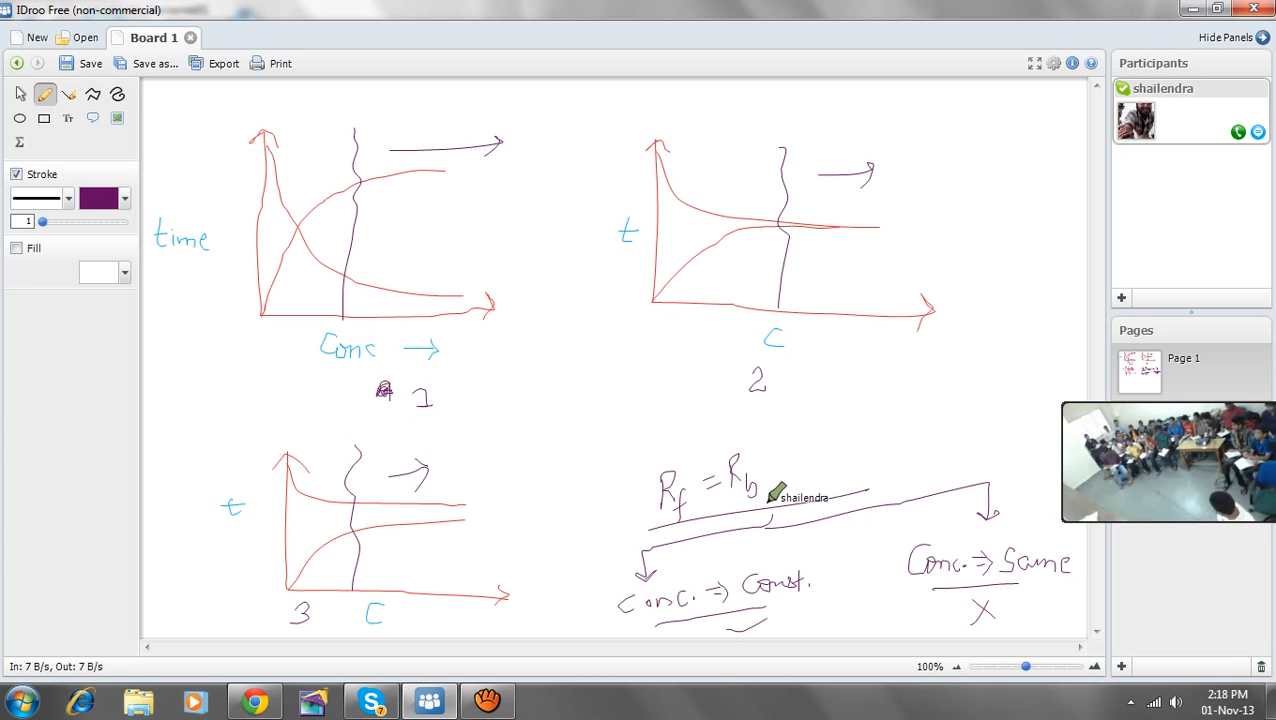 IDroo Free (non-commercial)
New Open Board 1 Hide Panels
Save Save as... Export Print
Participants
shailendra
Tr
Σ
Stroke
1
Fill
time
Conc →
1
t
C
2
t
3 C
Rf = Rb
shailendra
Conc. ⇒ Const.
Conc. ⇒ Same
X
Pages
Page 1
In: 7 B/s, Out: 7 B/s
100%
7
2:18 PM
01-Nov-13